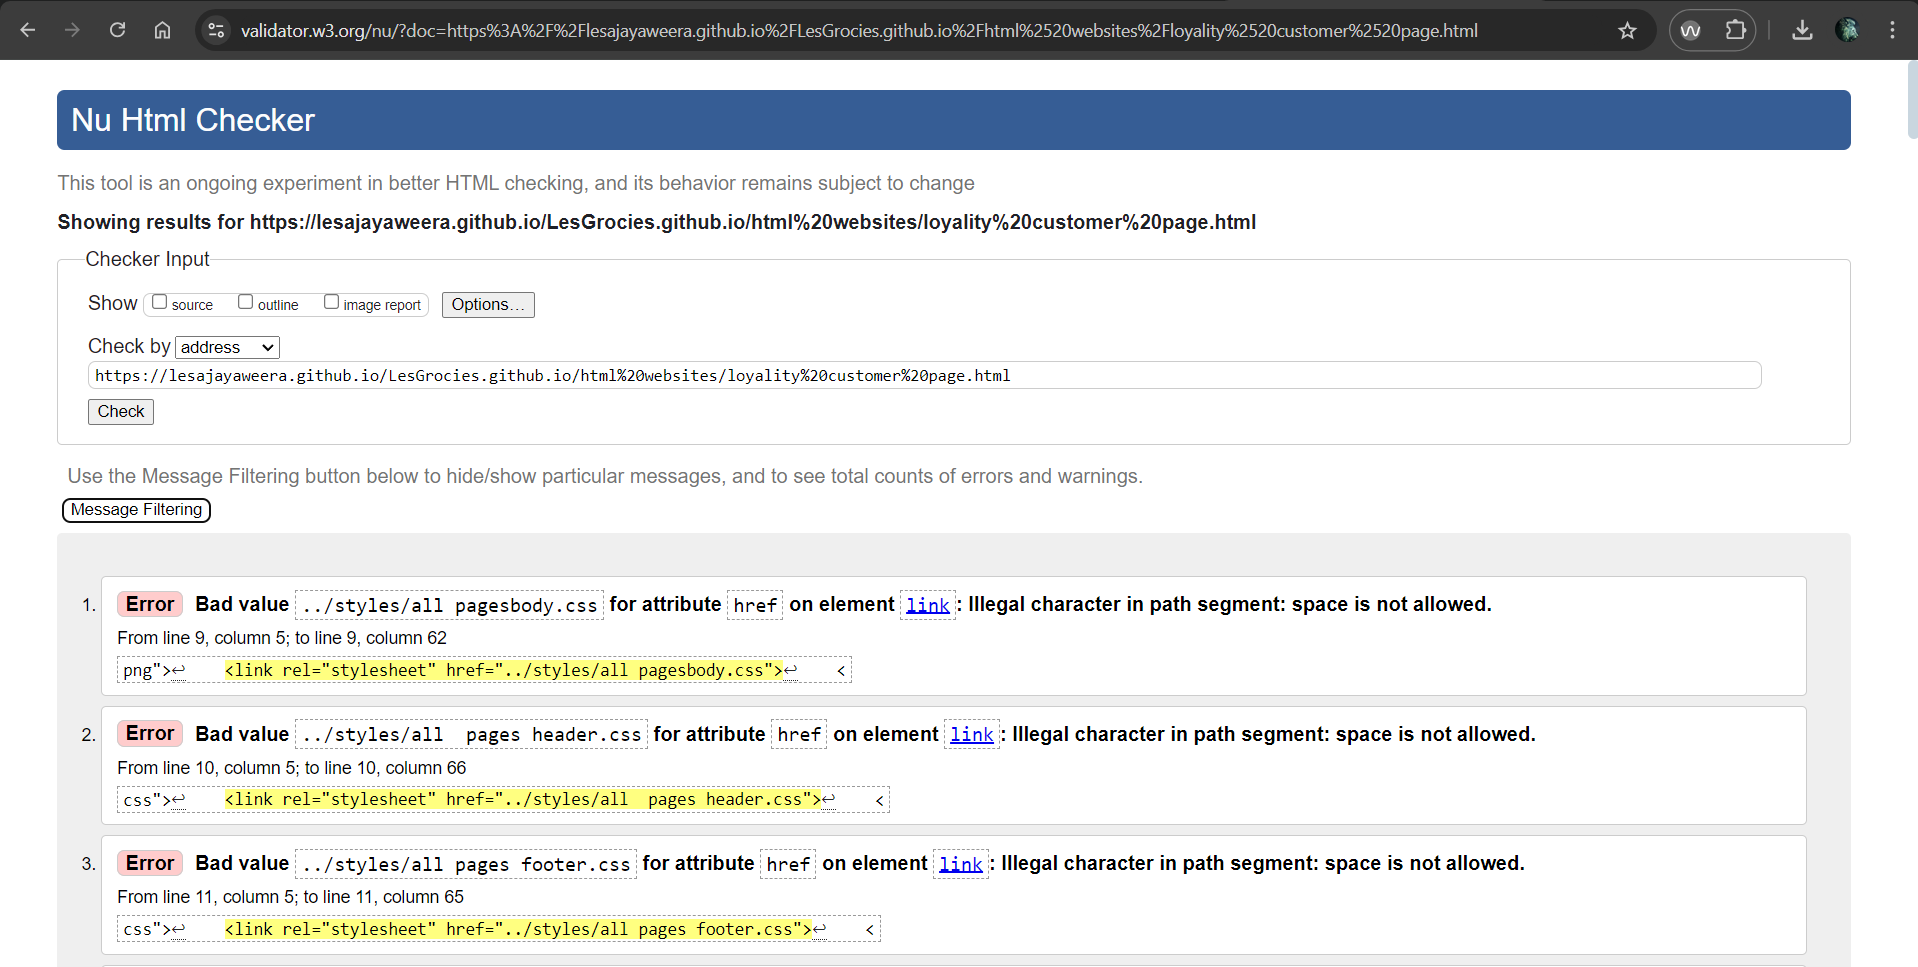 validator.w3.org/nu/?doc=https%3A%2F%2Flesajayaweera.github.io%2FLesGrocies.github.io%2Fhtml%2520websites%2Floyality%2520customer%2520page.html
Nu Html Checker
This tool is an ongoing experiment in better HTML checking, and its behavior remains subject to change
Showing results for https://lesajayaweera.github.io/LesGrocies.github.io/html%20websites/loyality%20customer%20page.html
Checker Input
Show source outline image report Options...
Check by address
https://lesajayaweera.github.io/LesGrocies.github.io/html%20websites/loyality%20customer%20page.html
Check
Use the Message Filtering button below to hide/show particular messages, and to see total counts of errors and warnings.
Message Filtering
1. Error Bad value ../styles/all pagesbody.css for attribute href on element link: Illegal character in path segment: space is not allowed.
From line 9, column 5; to line 9, column 62
png">↩    <link rel="stylesheet" href="../styles/all pagesbody.css">↩    <
2. Error Bad value ../styles/all  pages header.css for attribute href on element link: Illegal character in path segment: space is not allowed.
From line 10, column 5; to line 10, column 66
css">↩    <link rel="stylesheet" href="../styles/all  pages header.css">↩    <
3. Error Bad value ../styles/all pages footer.css for attribute href on element link: Illegal character in path segment: space is not allowed.
From line 11, column 5; to line 11, column 65
css">↩    <link rel="stylesheet" href="../styles/all pages footer.css">↩    <